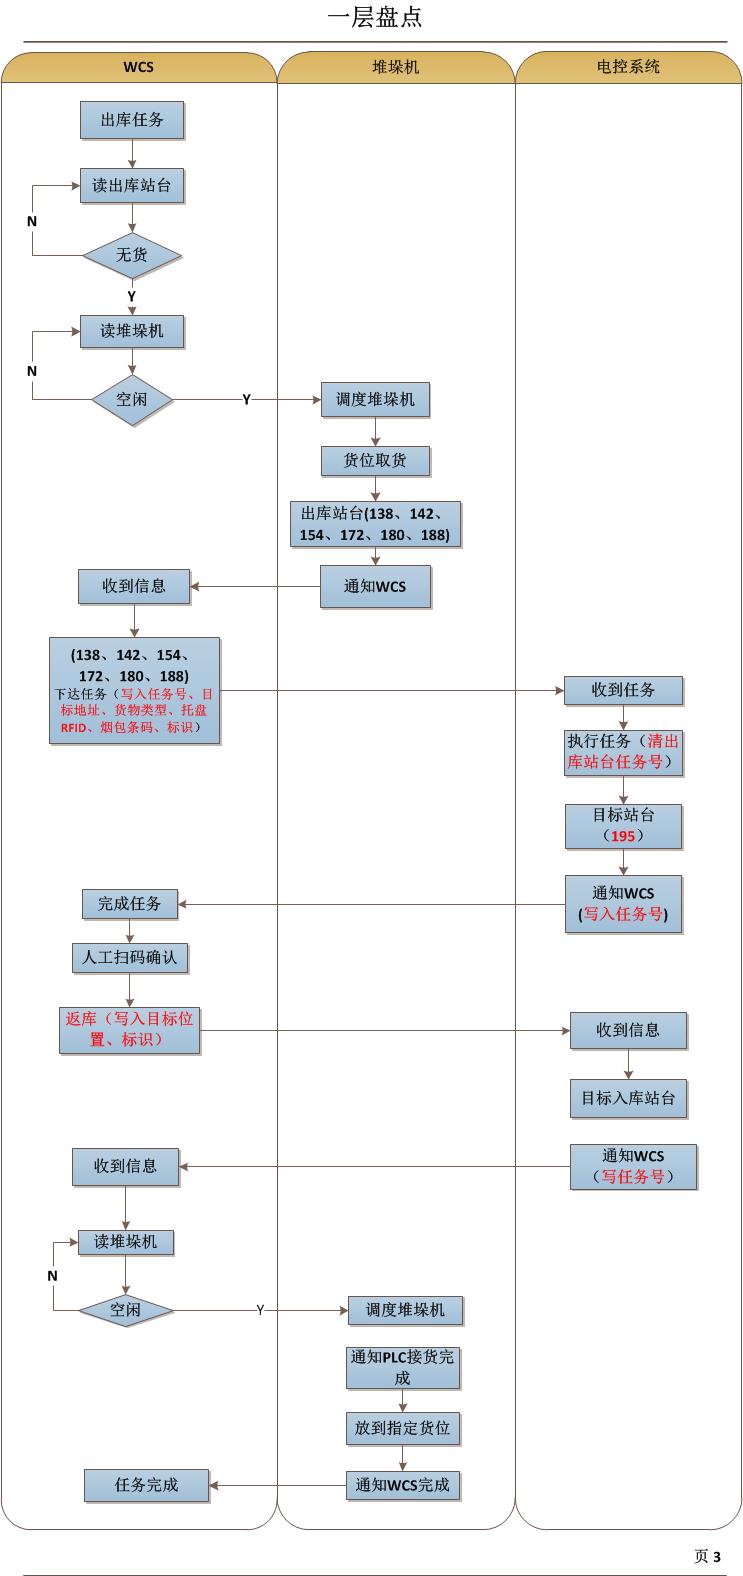 一层盘点
WCS
堆垛机
电控系统
出库任务
读出库站台
N
无货
Y
读堆垛机
N
空闲
Y
调度堆垛机
货位取货
出库站台(138、142、
154、172、180、188)
收到信息
通知WCS
(138、142、154、
172、180、188)
下达任务（写入任务号、目
标地址、货物类型、托盘
RFID、烟包条码、标识）
收到任务
执行任务（清出
库站台任务号）
目标站台
（195）
完成任务
通知WCS
(写入任务号)
人工扫码确认
返库（写入目标位
置、标识）
收到信息
目标入库站台
收到信息
通知WCS
（写任务号）
读堆垛机
N
空闲
Y
调度堆垛机
通知PLC接货完
成
放到指定货位
任务完成
通知WCS完成
页 3